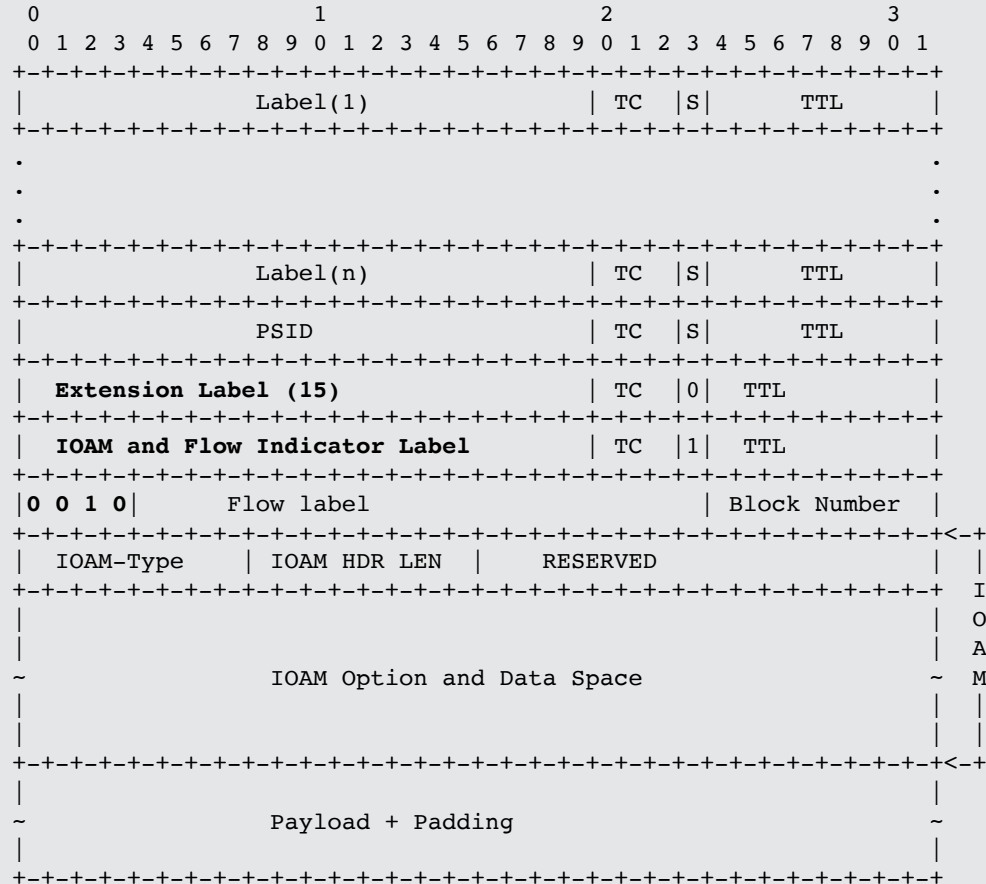 0                   1                   2                   3
 0 1 2 3 4 5 6 7 8 9 0 1 2 3 4 5 6 7 8 9 0 1 2 3 4 5 6 7 8 9 0 1
+-+-+-+-+-+-+-+-+-+-+-+-+-+-+-+-+-+-+-+-+-+-+-+-+-+-+-+-+-+-+-+-+
|                Label(1)               | TC  |S|      TTL      |
+-+-+-+-+-+-+-+-+-+-+-+-+-+-+-+-+-+-+-+-+-+-+-+-+-+-+-+-+-+-+-+-+
.                                                               .
.                                                               .
.                                                               .
+-+-+-+-+-+-+-+-+-+-+-+-+-+-+-+-+-+-+-+-+-+-+-+-+-+-+-+-+-+-+-+-+
|                Label(n)               | TC  |S|      TTL      |
+-+-+-+-+-+-+-+-+-+-+-+-+-+-+-+-+-+-+-+-+-+-+-+-+-+-+-+-+-+-+-+-+
|                PSID                   | TC  |S|      TTL      |
+-+-+-+-+-+-+-+-+-+-+-+-+-+-+-+-+-+-+-+-+-+-+-+-+-+-+-+-+-+-+-+-+
|  Extension Label (15)                 | TC  |0|  TTL          |
+-+-+-+-+-+-+-+-+-+-+-+-+-+-+-+-+-+-+-+-+-+-+-+-+-+-+-+-+-+-+-+-+
|  IOAM and Flow Indicator Label        | TC  |1|  TTL          |
+-+-+-+-+-+-+-+-+-+-+-+-+-+-+-+-+-+-+-+-+-+-+-+-+-+-+-+-+-+-+-+-+
|0 0 1 0|      Flow label                       | Block Number  |
+-+-+-+-+-+-+-+-+-+-+-+-+-+-+-+-+-+-+-+-+-+-+-+-+-+-+-+-+-+-+-+-+<-+
|  IOAM-Type    | IOAM HDR LEN  |    RESERVED                   |  |
+-+-+-+-+-+-+-+-+-+-+-+-+-+-+-+-+-+-+-+-+-+-+-+-+-+-+-+-+-+-+-+-+  I
|                                                               |  O
|                                                               |  A
~                 IOAM Option and Data Space                    ~  M
|                                                               |  |
|                                                               |  |
+-+-+-+-+-+-+-+-+-+-+-+-+-+-+-+-+-+-+-+-+-+-+-+-+-+-+-+-+-+-+-+-+<-+
|                                                               |
~                 Payload + Padding                             ~
|                                                               |
+-+-+-+-+-+-+-+-+-+-+-+-+-+-+-+-+-+-+-+-+-+-+-+-+-+-+-+-+-+-+-+-+